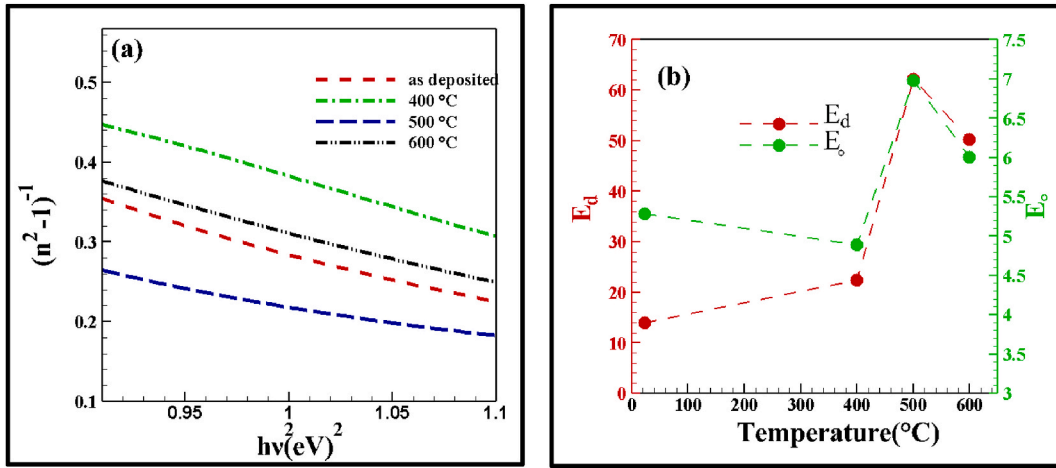 (a)
as deposited
400 °C
500 °C
600 °C
0.5
0.4
0.3
0.2
0.1
(n²-1)⁻¹
0.95
1
1.05
1.1
hν²(eV)²
(b)
E_d
E_o
70
60
50
40
30
20
10
0
E_d
7.5
7
6.5
6
5.5
5
4.5
4
3.5
3
E_o
0
100
200
300
400
500
600
Temperature(°C)